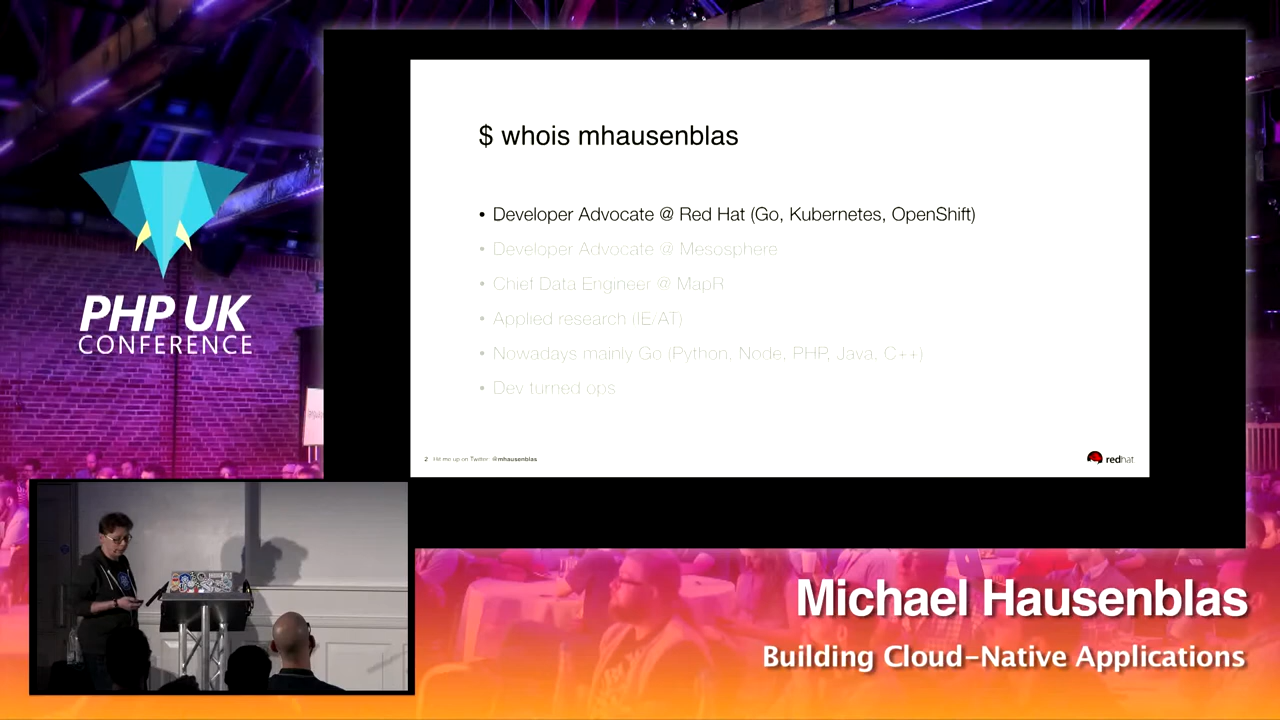 $ whois mhausenblas
• Developer Advocate @ Red Hat (Go, Kubernetes, OpenShift)
• Developer Advocate @ Mesosphere
• Chief Data Engineer @ MapR
• Applied research (IE/AT)
• Nowadays mainly Go (Python, Node, PHP, Java, C++)
• Dev turned ops
2 Hit me up on Twitter: @mhausenblas
redhat
PHP UK
CONFERENCE
Michael Hausenblas
Building Cloud-Native Applications